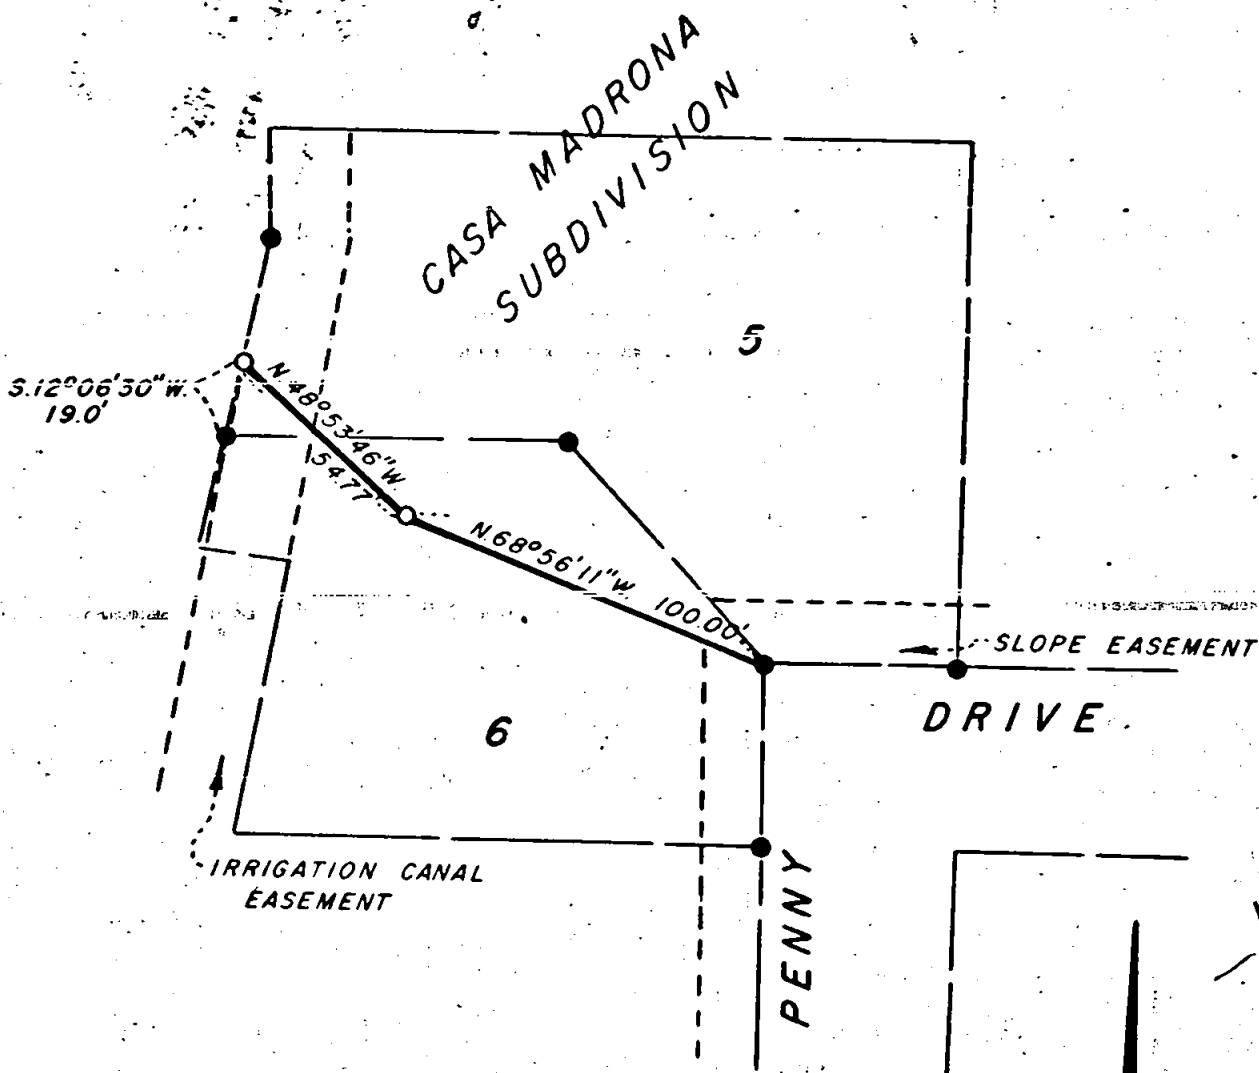 CASA MADRONA
SUBDIVISION
5
S.12°06'30"W.
19.0'
N 48°53'46"W.
54.77
N.68°56'11"W. 100.00'
SLOPE EASEMENT
DRIVE
6
IRRIGATION CANAL
EASEMENT
PENNY